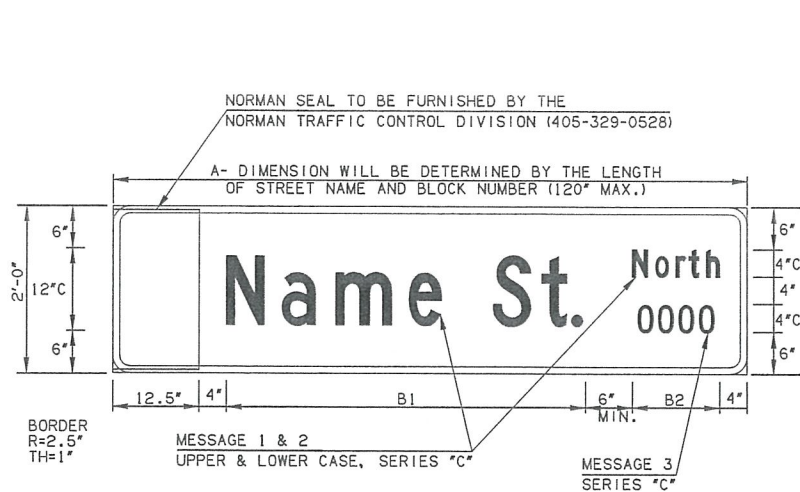 NORMAN SEAL TO BE FURNISHED BY THE
NORMAN TRAFFIC CONTROL DIVISION (405-329-0528)
A- DIMENSION WILL BE DETERMINED BY THE LENGTH
OF STREET NAME AND BLOCK NUMBER (120" MAX.)
2'-0"
6"
12"C
6"
Name St.
North
0000
6"
4"C
4"
4"C
6"
12.5" 4" B1 6" B2 4"
MIN.
BORDER
R=2.5"
TH=1"
MESSAGE 1 & 2
UPPER & LOWER CASE, SERIES "C"
MESSAGE 3
SERIES "C"